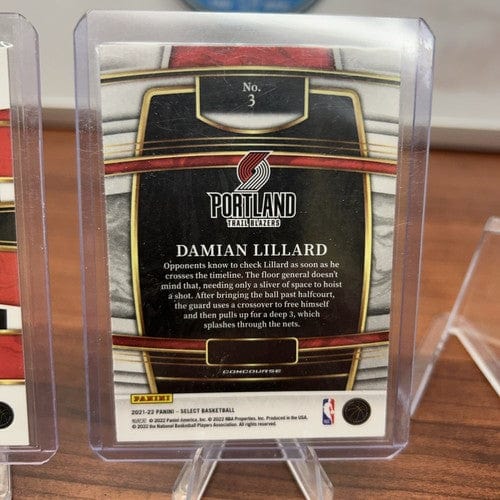 No.
3
PORTLAND
TRAIL BLAZERS
DAMIAN LILLARD
Opponents know to check Lillard as soon as he
crosses the timeline. The floor general doesn't
mind that, needing only a sliver of space to hoist
a shot. After bringing the ball past halfcourt,
the guard uses a crossover to free himself
and then pulls up for a deep 3, which
splashes through the nets.
CONCOURSE
PANINI
2021-22 PANINI – SELECT BASKETBALL
© 2022 Panini America, Inc. © 2022 NBA Properties, Inc. Produced in the USA.
© 2022 the National Basketball Players Association. All rights reserved.
NBA